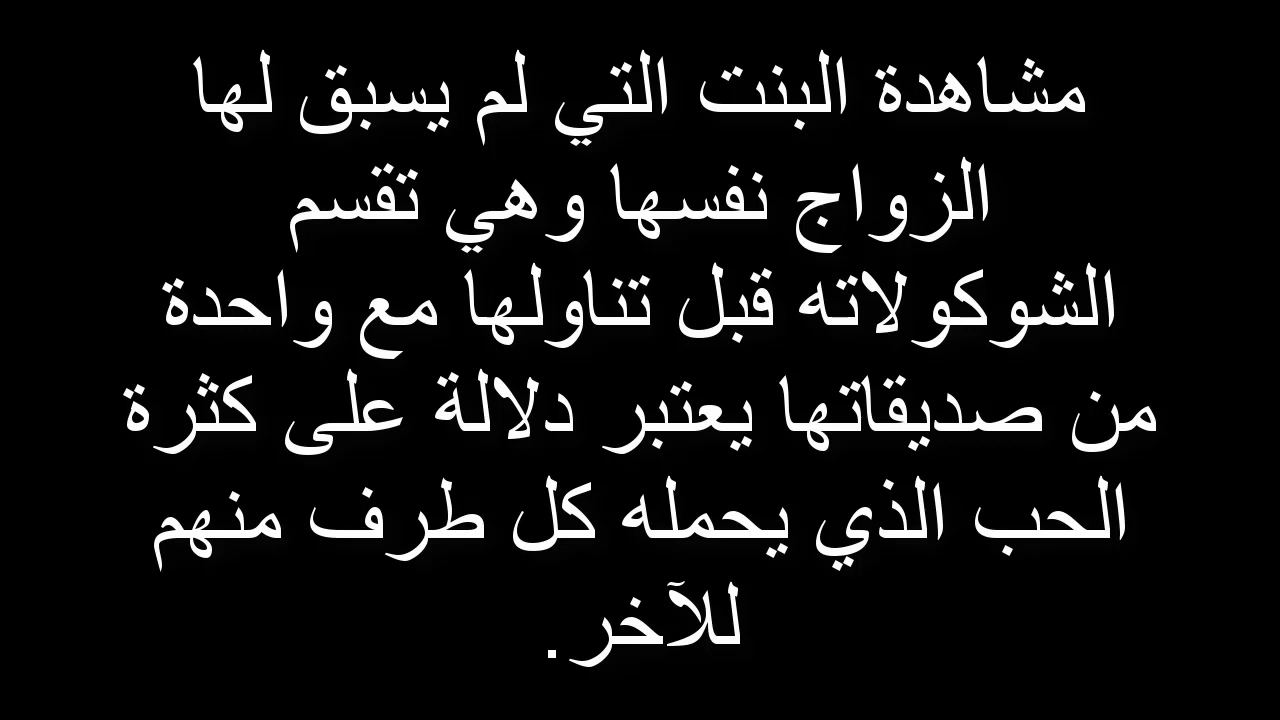 مشاهدة البنت التي لم يسبق لها
الزواج نفسها وهي تقسم
الشوكولاته قبل تناولها مع واحدة
من صديقاتها يعتبر دلالة على كثرة
الحب الذي يحمله كل طرف منهم
للآخر.